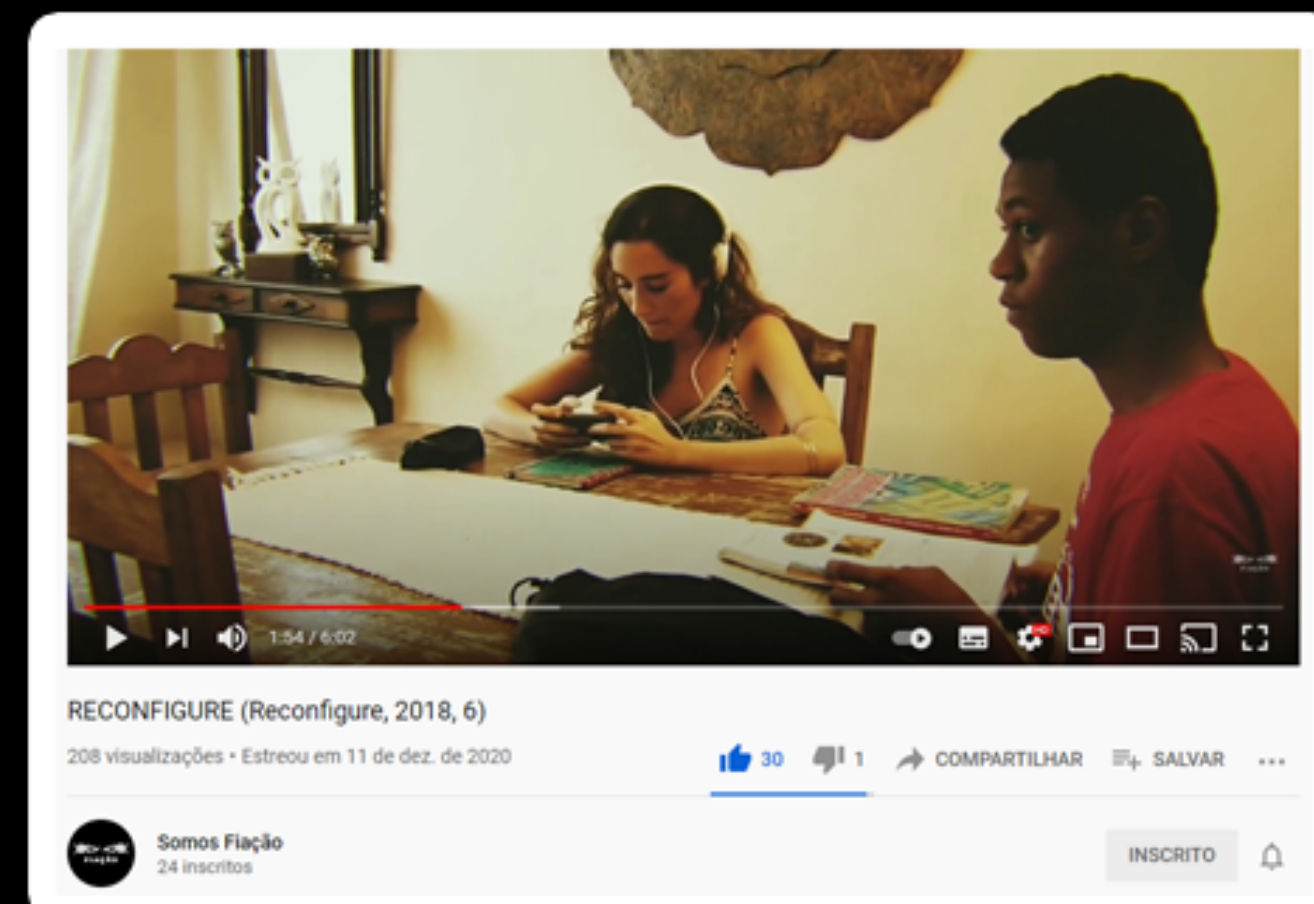 1:54 / 6:02
HD
RECONFIGURE (Reconfigure, 2018, 6)
208 visualizações • Estreou em 11 de dez. de 2020
30 1 COMPARTILHAR SALVAR
Somos Fiação
24 inscritos
INSCRITO